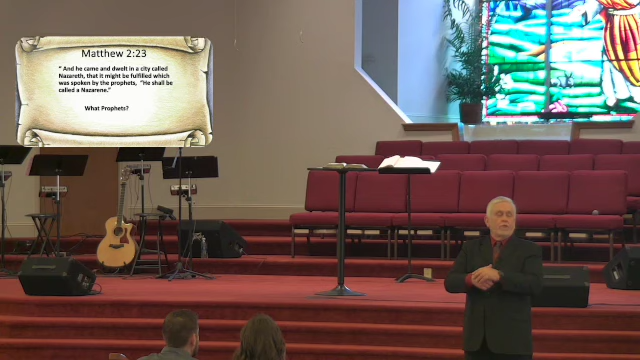 Matthew 2:23
" And he came and dwelt in a city called
Nazareth, that it might be fulfilled which
was spoken by the prophets, "He shall be
called a Nazarene."
What Prophets?